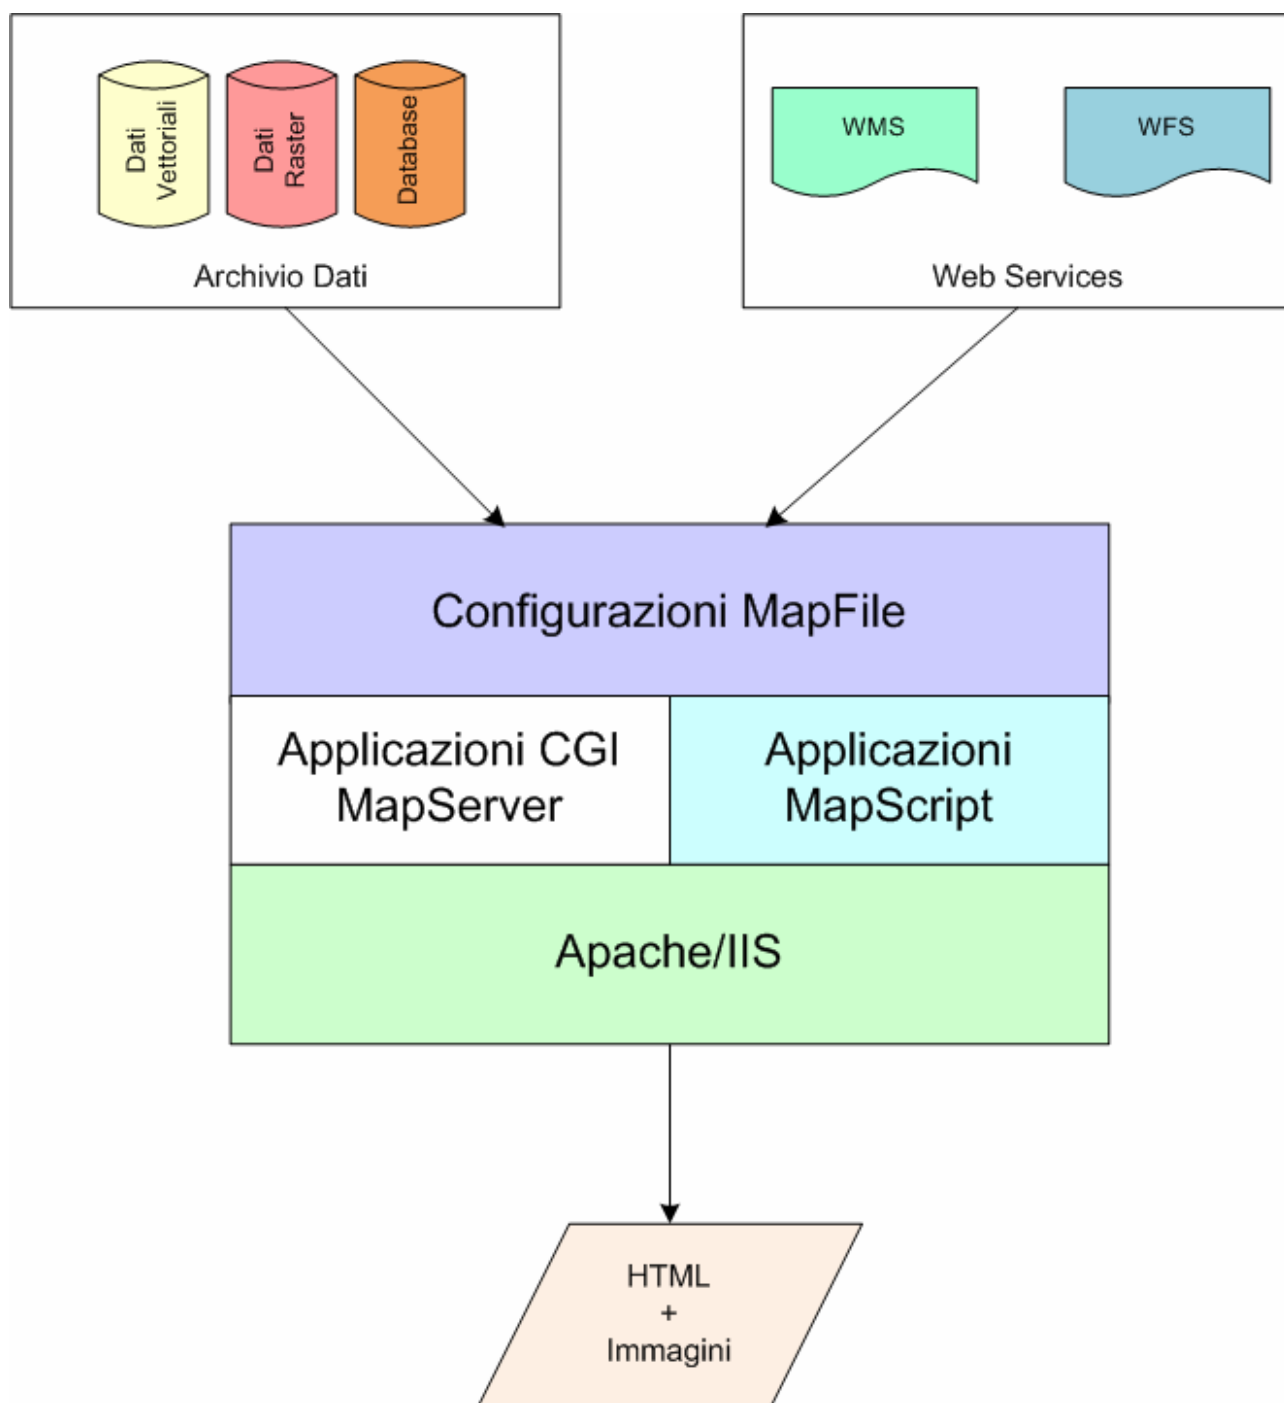 Dati
Vettoriali
Dati
Raster
Database
Archivio Dati
WMS
WFS
Web Services
Configurazioni MapFile
Applicazioni CGI
MapServer
Applicazioni
MapScript
Apache/IIS
HTML
+
Immagini